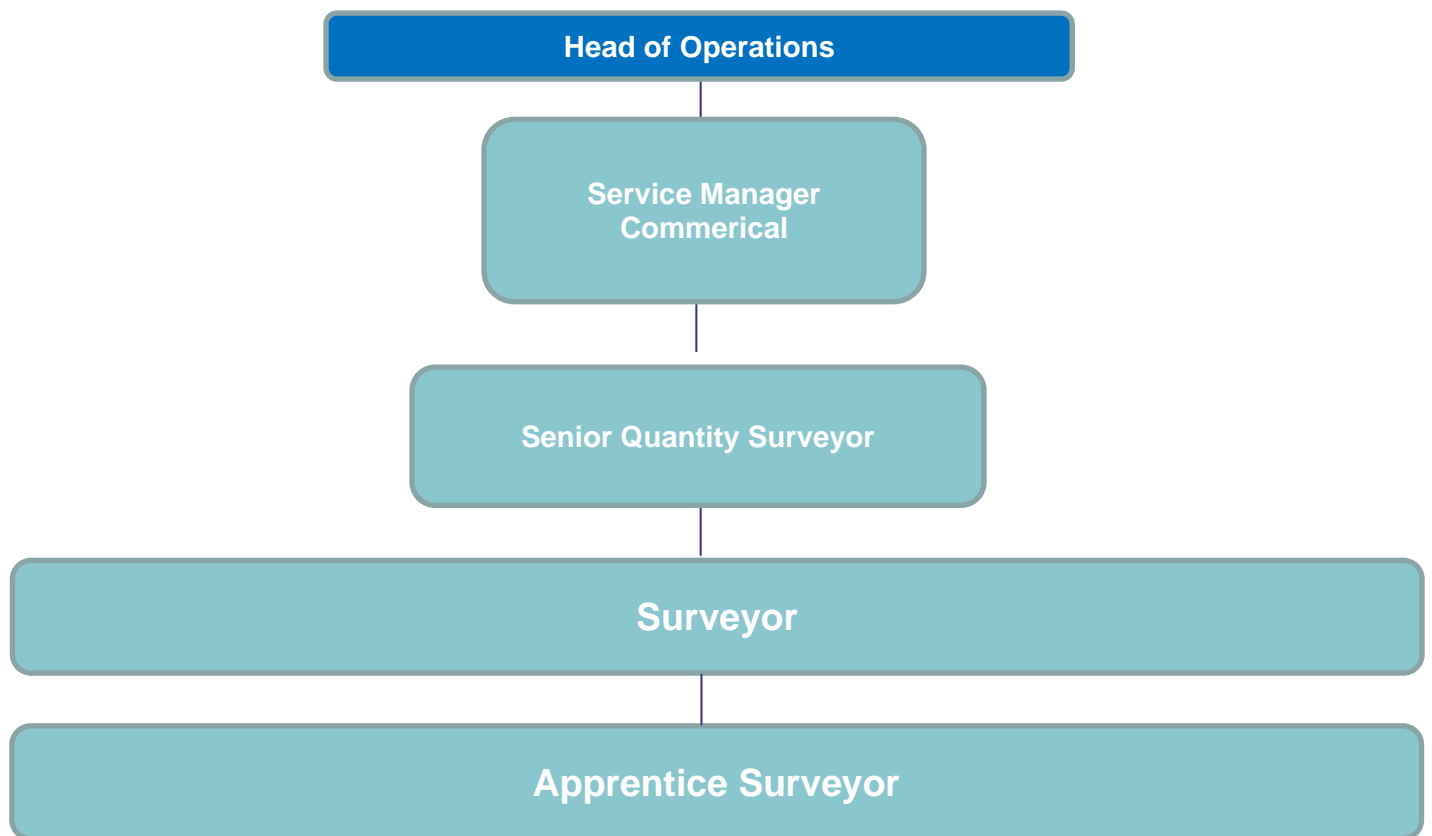 Head of Operations
Service Manager
Commerical
Senior Quantity Surveyor
Surveyor
Apprentice Surveyor